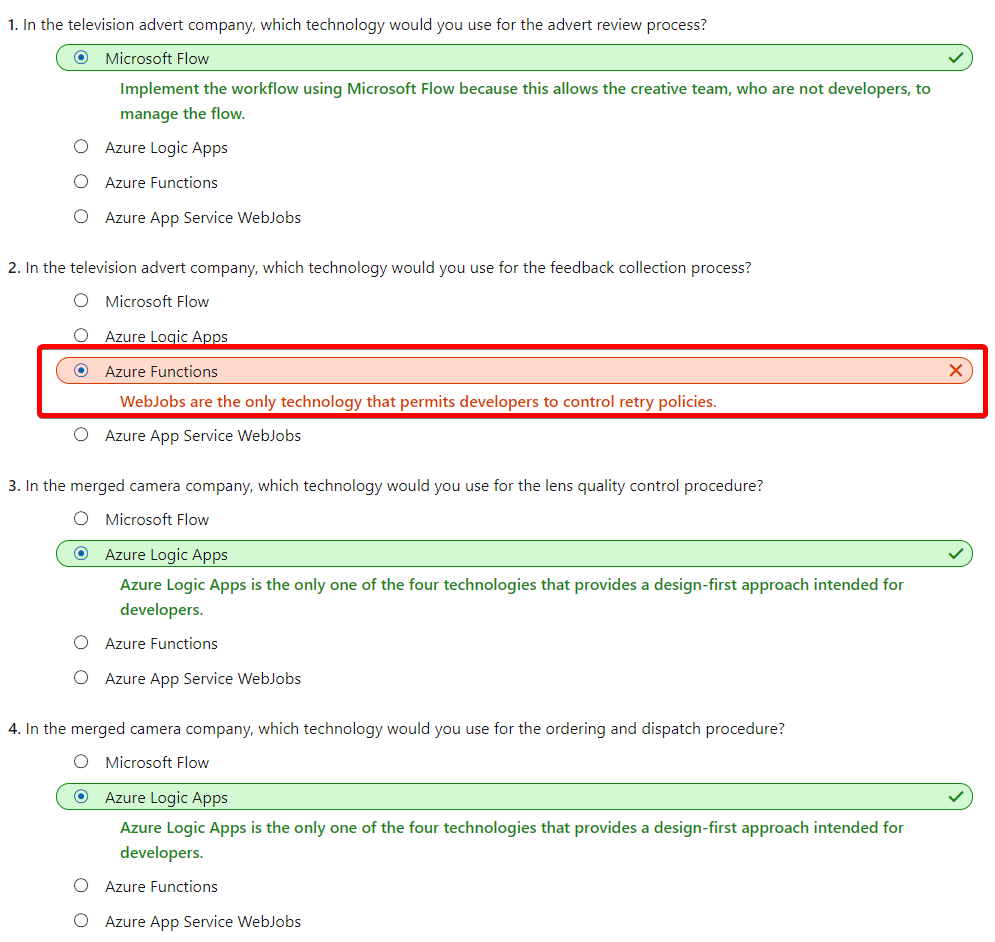 1. In the television advert company, which technology would you use for the advert review process?
Microsoft Flow
Implement the workflow using Microsoft Flow because this allows the creative team, who are not developers, to
manage the flow.
Azure Logic Apps
Azure Functions
Azure App Service WebJobs
2. In the television advert company, which technology would you use for the feedback collection process?
Microsoft Flow
Azure Logic Apps
Azure Functions
WebJobs are the only technology that permits developers to control retry policies.
Azure App Service WebJobs
3. In the merged camera company, which technology would you use for the lens quality control procedure?
Microsoft Flow
Azure Logic Apps
Azure Logic Apps is the only one of the four technologies that provides a design-first approach intended for
developers.
Azure Functions
Azure App Service WebJobs
4. In the merged camera company, which technology would you use for the ordering and dispatch procedure?
Microsoft Flow
Azure Logic Apps
Azure Logic Apps is the only one of the four technologies that provides a design-first approach intended for
developers.
Azure Functions
Azure App Service WebJobs